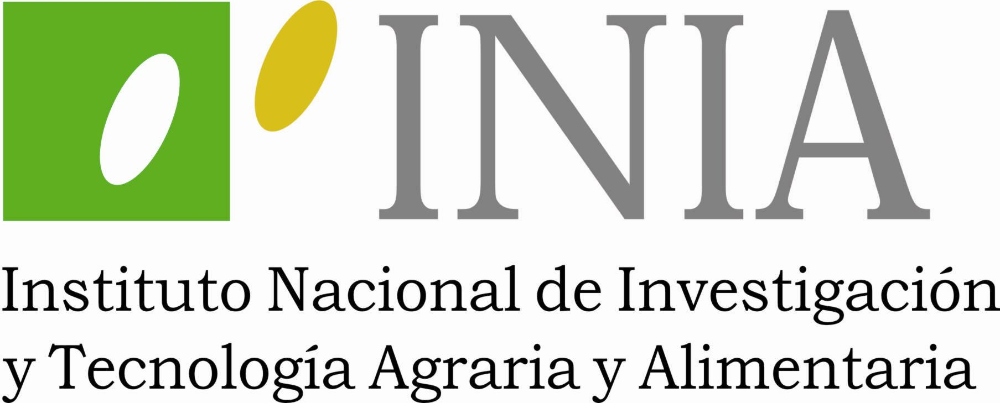 INIA
Instituto Nacional de Investigación
y Tecnología Agraria y Alimentaria